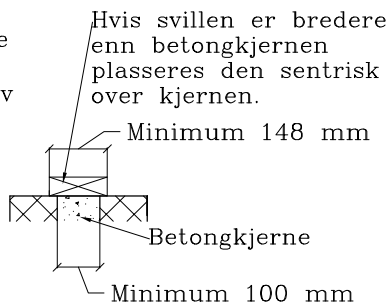 Hvis svillen er bredere
e
enn betongkjernen
plasseres den sentrisk
v
over kjernen.
Minimum 148 mm
Betongkjerne
Minimum 100 mm